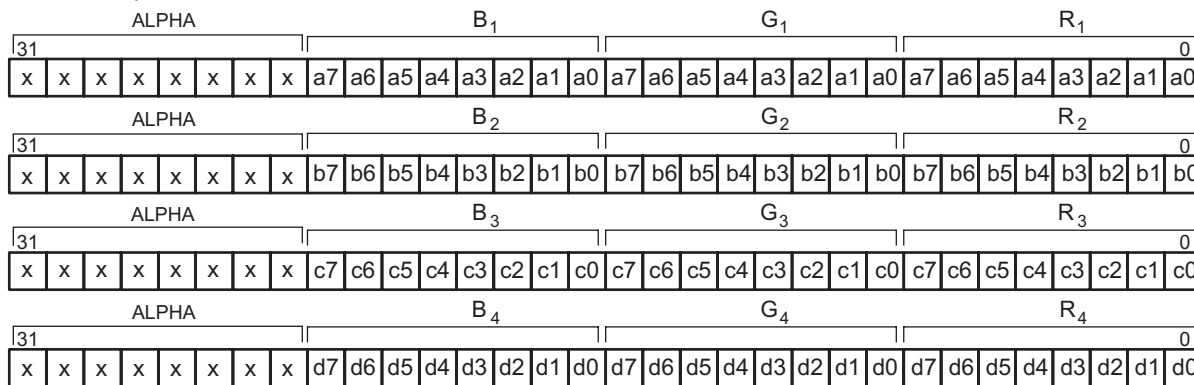 ALPHA B1 G1 R1
31 0
x x x x x x x x a7 a6 a5 a4 a3 a2 a1 a0 a7 a6 a5 a4 a3 a2 a1 a0 a7 a6 a5 a4 a3 a2 a1 a0
ALPHA B2 G2 R2
31 0
x x x x x x x x b7 b6 b5 b4 b3 b2 b1 b0 b7 b6 b5 b4 b3 b2 b1 b0 b7 b6 b5 b4 b3 b2 b1 b0
ALPHA B3 G3 R3
31 0
x x x x x x x x c7 c6 c5 c4 c3 c2 c1 c0 c7 c6 c5 c4 c3 c2 c1 c0 c7 c6 c5 c4 c3 c2 c1 c0
ALPHA B4 G4 R4
31 0
x x x x x x x x d7 d6 d5 d4 d3 d2 d1 d0 d7 d6 d5 d4 d3 d2 d1 d0 d7 d6 d5 d4 d3 d2 d1 d0